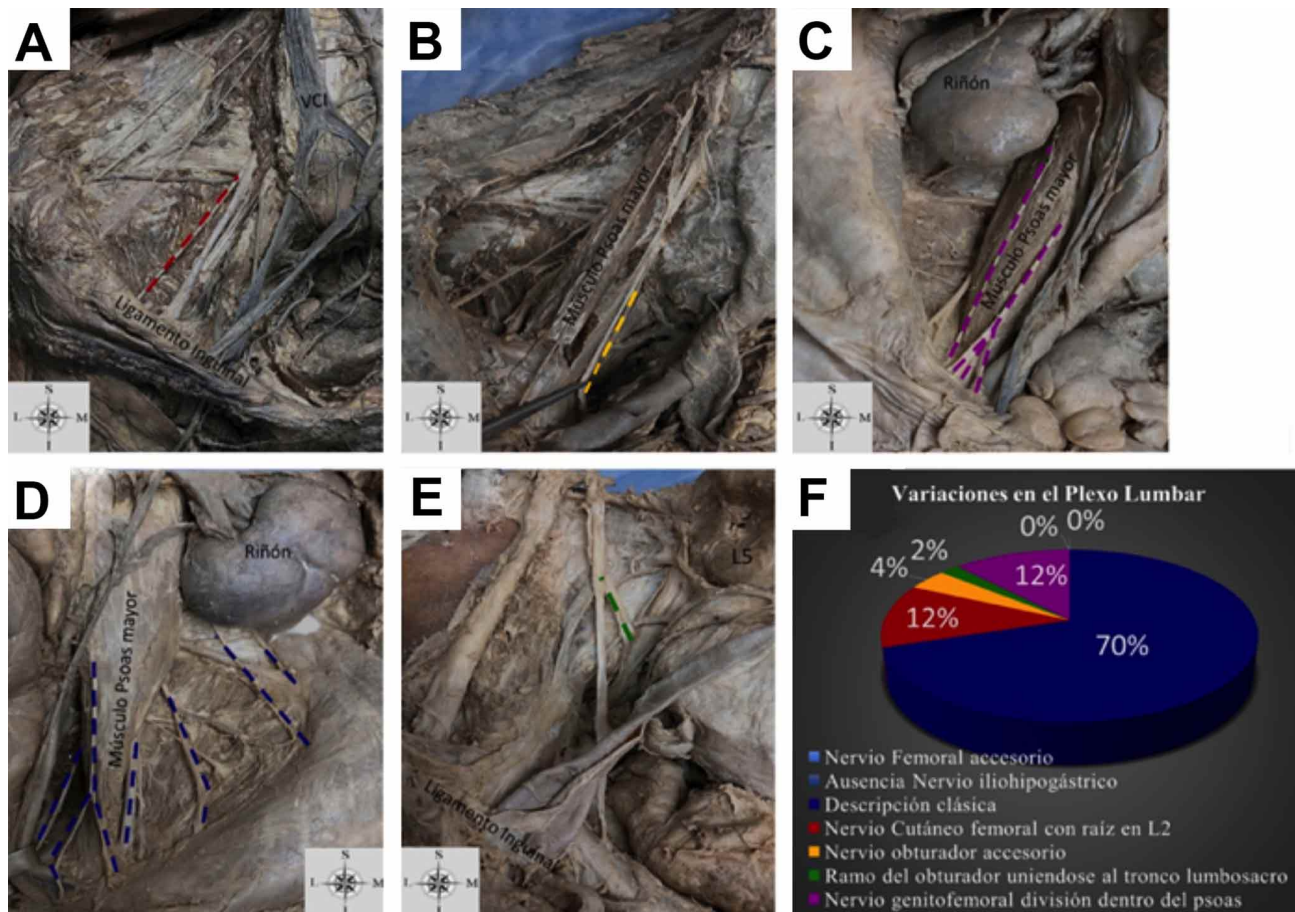 A
VCI
Ligamento Inguinal
S
L M
I
B
Músculo Psoas mayor
S
L M
I
C
Riñón
Músculo Psoas mayor
S
L M
I
D
Riñón
Músculo Psoas mayor
S
L M
I
E
L5
Ligamento Inguinal
S
L M
I
F
Variaciones en el Plexo Lumbar
0% 0%
2%
4%
12%
12%
70%
Nervio Femoral accesorio
Ausencia Nervio iliohipogástrico
Descripción clásica
Nervio Cutáneo femoral con raíz en L2
Nervio obturador accesorio
Ramo del obturador uniendose al tronco lumbosacro
Nervio genitofemoral división dentro del psoas